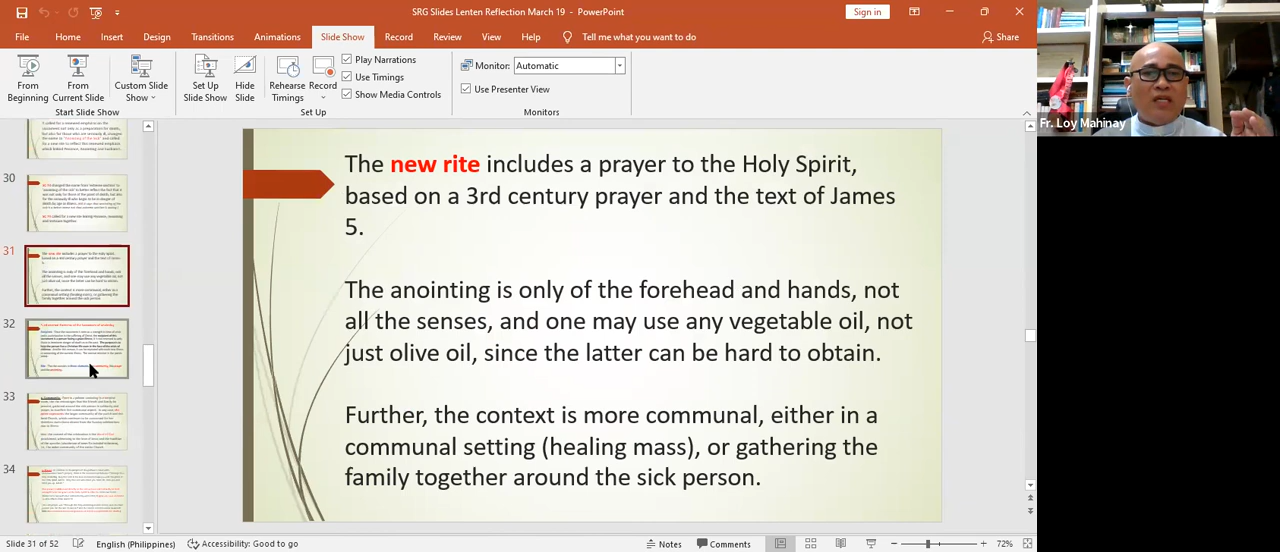 SRG Slides Lenten Reflection March 19 - PowerPoint
Sign in
File Home Insert Design Transitions Animations Slide Show Record Review View Help Tell me what you want to do Share
From Beginning
From Current Slide
Custom Slide Show
Start Slide Show
Set Up Slide Show
Hide Slide
Rehearse Timings
Record
Play Narrations
Use Timings
Show Media Controls
Set Up
Monitor: Automatic
Use Presenter View
Monitors
Fr. Loy Mahinay
30
31
32
33
34
The new rite includes a prayer to the Holy Spirit,
based on a 3rd century prayer and the text of James
5.
The anointing is only of the forehead and hands, not
all the senses, and one may use any vegetable oil, not
just olive oil, since the latter can be hard to obtain.
Further, the context is more communal, either in a
communal setting (healing mass), or gathering the
family together around the sick person.
Slide 31 of 52 English (Philippines) Accessibility: Good to go Notes Comments 72%